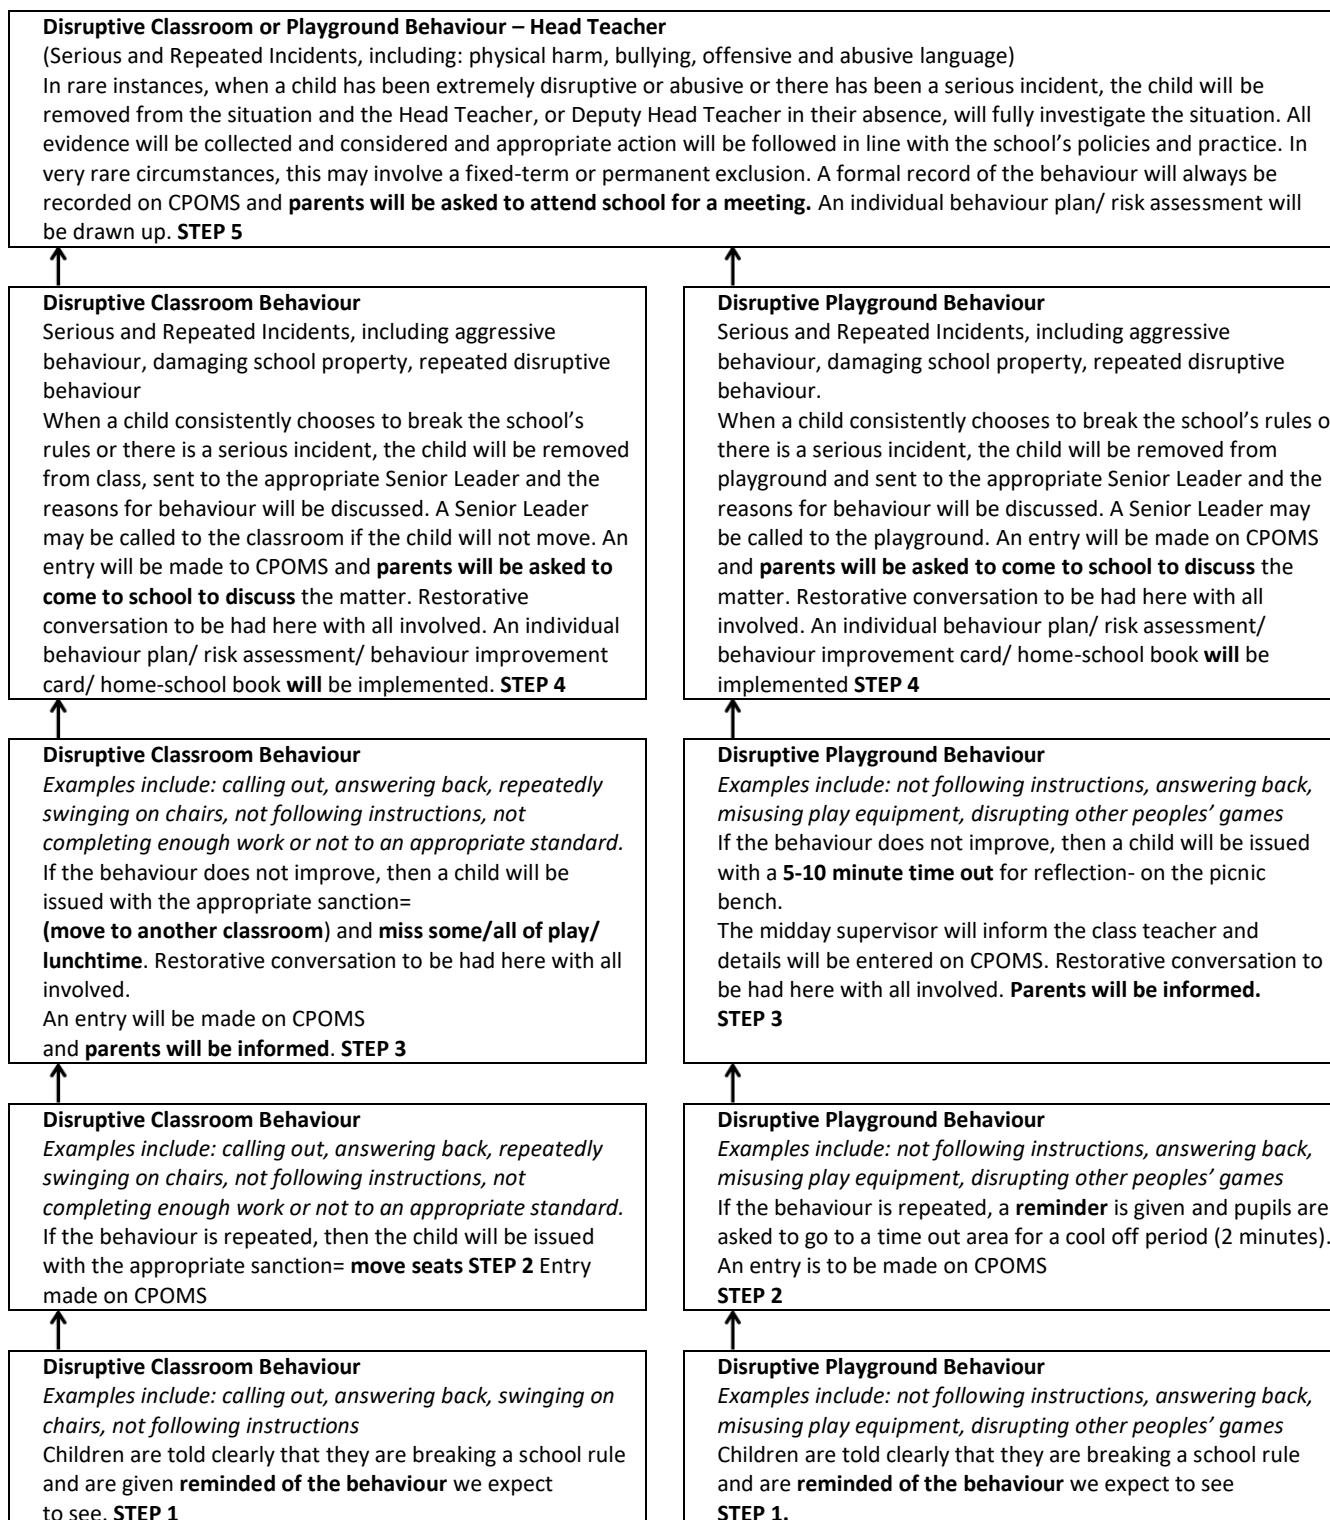 Disruptive Classroom or Playground Behaviour – Head Teacher
(Serious and Repeated Incidents, including: physical harm, bullying, offensive and abusive language)
In rare instances, when a child has been extremely disruptive or abusive or there has been a serious incident, the child will be
removed from the situation and the Head Teacher, or Deputy Head Teacher in their absence, will fully investigate the situation. All
evidence will be collected and considered and appropriate action will be followed in line with the school’s policies and practice. In
very rare circumstances, this may involve a fixed-term or permanent exclusion. A formal record of the behaviour will always be
recorded on CPOMS and parents will be asked to attend school for a meeting. An individual behaviour plan/ risk assessment will
be drawn up. STEP 5
Disruptive Classroom Behaviour
Serious and Repeated Incidents, including aggressive
behaviour, damaging school property, repeated disruptive
behaviour
When a child consistently chooses to break the school’s
rules or there is a serious incident, the child will be removed
from class, sent to the appropriate Senior Leader and the
reasons for behaviour will be discussed. A Senior Leader
may be called to the classroom if the child will not move. An
entry will be made to CPOMS and parents will be asked to
come to school to discuss the matter. Restorative
conversation to be had here with all involved. An individual
behaviour plan/ risk assessment/ behaviour improvement
card/ home-school book will be implemented. STEP 4
Disruptive Playground Behaviour
Serious and Repeated Incidents, including aggressive
behaviour, damaging school property, repeated disruptive
behaviour.
When a child consistently chooses to break the school’s rules o
there is a serious incident, the child will be removed from
playground and sent to the appropriate Senior Leader and the
reasons for behaviour will be discussed. A Senior Leader may
be called to the playground. An entry will be made on CPOMS
and parents will be asked to come to school to discuss the
matter. Restorative conversation to be had here with all
involved. An individual behaviour plan/ risk assessment/
behaviour improvement card/ home-school book will be
implemented STEP 4
Disruptive Classroom Behaviour
Examples include: calling out, answering back, repeatedly
swinging on chairs, not following instructions, not
completing enough work or not to an appropriate standard.
If the behaviour does not improve, then a child will be
issued with the appropriate sanction=
(move to another classroom) and miss some/all of play/
lunchtime. Restorative conversation to be had here with all
involved.
An entry will be made on CPOMS
and parents will be informed. STEP 3
Disruptive Playground Behaviour
Examples include: not following instructions, answering back,
misusing play equipment, disrupting other peoples’ games
If the behaviour does not improve, then a child will be issued
with a 5-10 minute time out for reflection- on the picnic
bench.
The midday supervisor will inform the class teacher and
details will be entered on CPOMS. Restorative conversation to
be had here with all involved. Parents will be informed.
STEP 3
Disruptive Classroom Behaviour
Examples include: calling out, answering back, repeatedly
swinging on chairs, not following instructions, not
completing enough work or not to an appropriate standard.
If the behaviour is repeated, then the child will be issued
with the appropriate sanction= move seats STEP 2 Entry
made on CPOMS
Disruptive Playground Behaviour
Examples include: not following instructions, answering back,
misusing play equipment, disrupting other peoples’ games
If the behaviour is repeated, a reminder is given and pupils are
asked to go to a time out area for a cool off period (2 minutes).
An entry is to be made on CPOMS
STEP 2
Disruptive Classroom Behaviour
Examples include: calling out, answering back, swinging on
chairs, not following instructions
Children are told clearly that they are breaking a school rule
and are given reminded of the behaviour we expect
to see. STEP 1
Disruptive Playground Behaviour
Examples include: not following instructions, answering back,
misusing play equipment, disrupting other peoples’ games
Children are told clearly that they are breaking a school rule
and are reminded of the behaviour we expect to see
STEP 1.